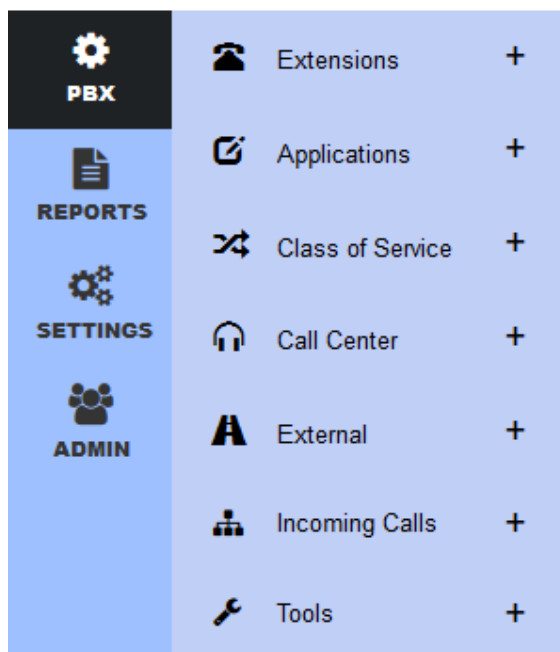 PBX
REPORTS
SETTINGS
ADMIN
Extensions +
Applications +
Class of Service +
Call Center +
External +
Incoming Calls +
Tools +